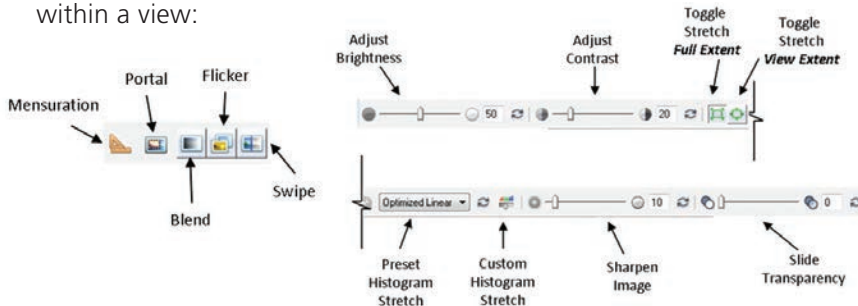 within a view:
Mensuration
Portal
Flicker
Blend
Swipe
Adjust
Brightness
Adjust
Contrast
Toggle
Stretch
Full Extent
Toggle
Stretch
View Extent
50
20
Optimized Linear
10
0
Preset
Histogram
Stretch
Custom
Histogram
Stretch
Sharpen
Image
Slide
Transparency